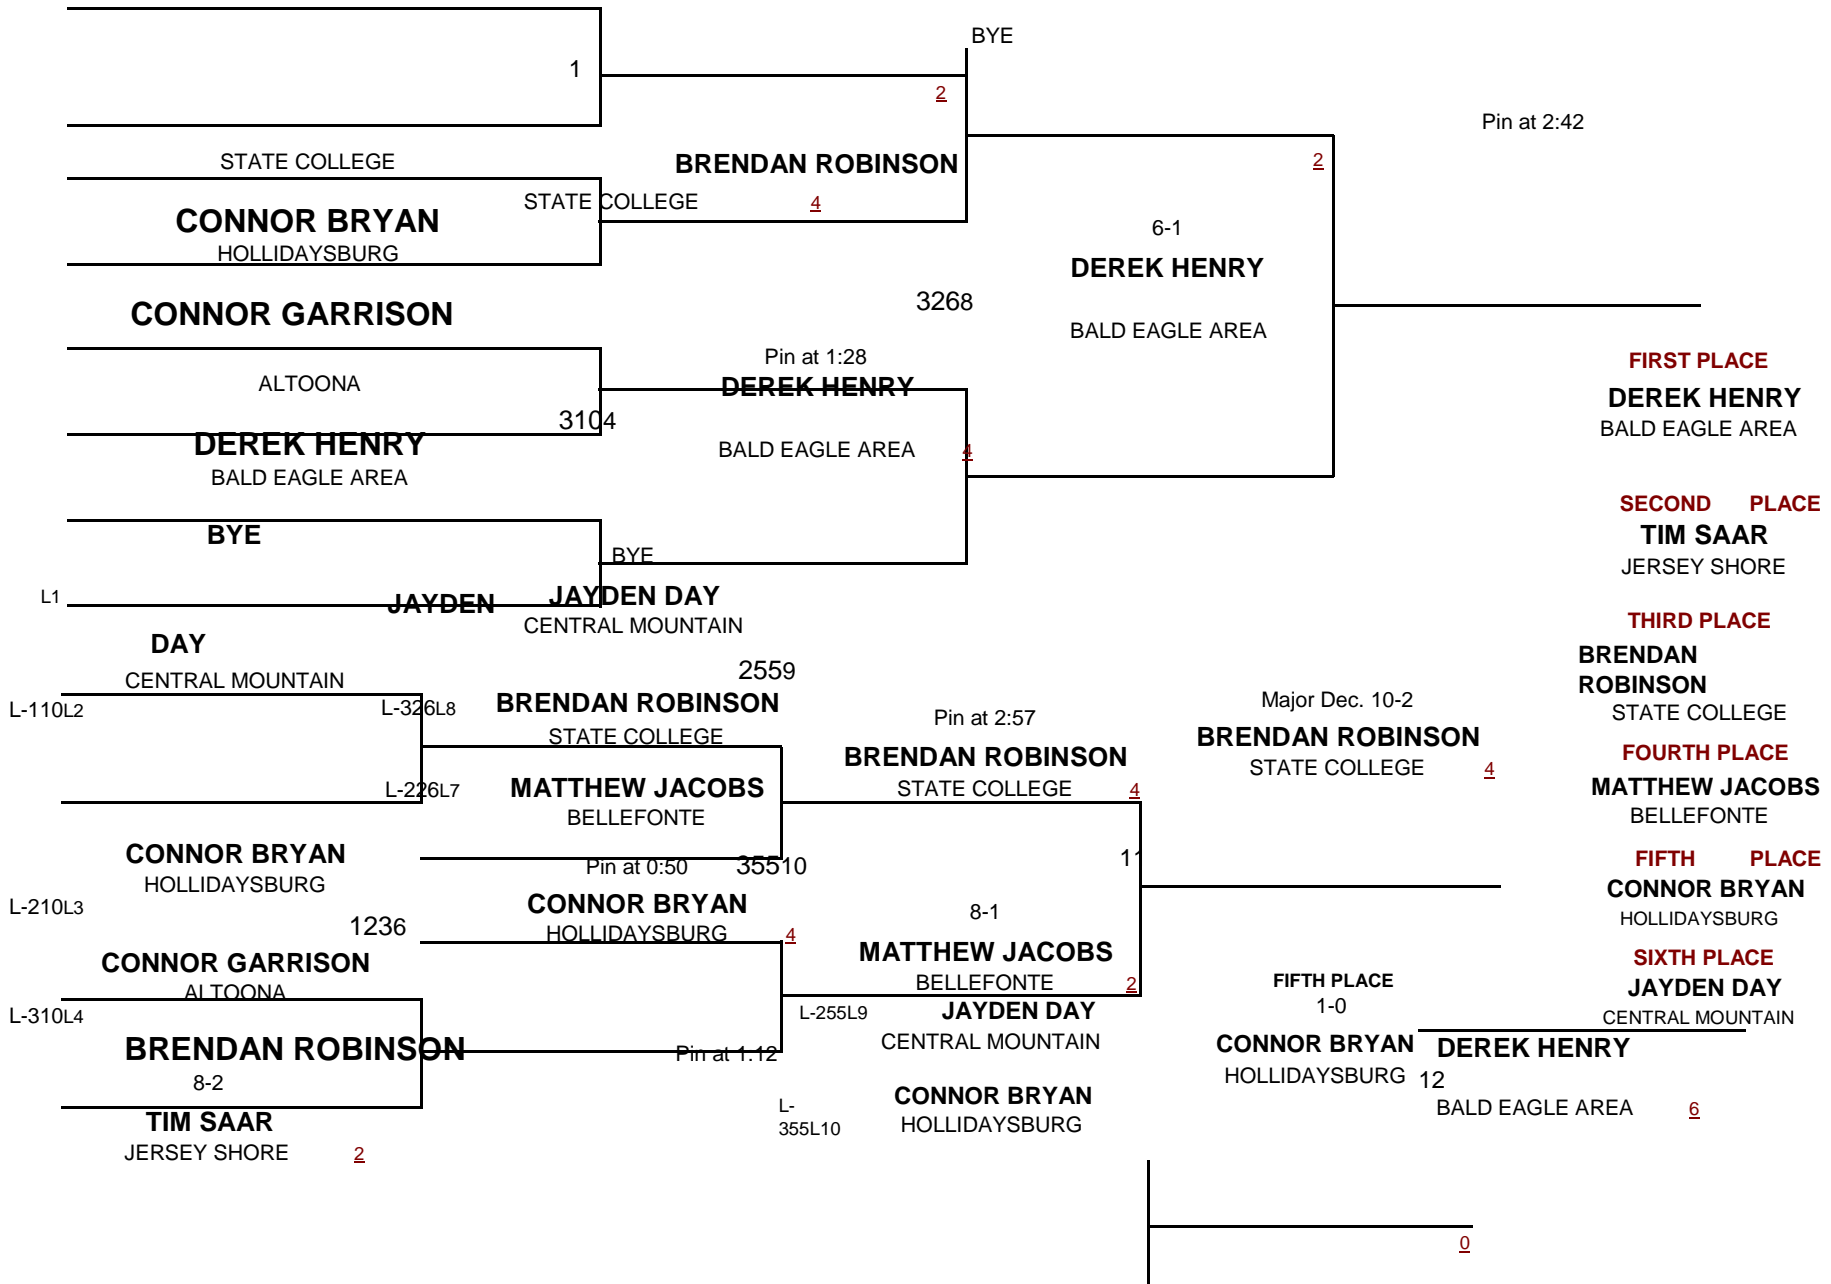 BYE
1
2
Pin at 2:42
STATE COLLEGE
BRENDAN ROBINSON
2
STATE COLLEGE 4
CONNOR BRYAN
HOLLIDAYSBURG
6-1
DEREK HENRY
3268
CONNOR GARRISON
BALD EAGLE AREA
Pin at 1:28
FIRST PLACE
ALTOONA
DEREK HENRY
DEREK HENRY
BALD EAGLE AREA
3104
DEREK HENRY
BALD EAGLE AREA 4
BALD EAGLE AREA
SECOND PLACE
BYE
TIM SAAR
BYE
JERSEY SHORE
L1
JAYDEN
JAYDEN DAY
CENTRAL MOUNTAIN
THIRD PLACE
DAY
BRENDAN
ROBINSON
2559
CENTRAL MOUNTAIN
L-110L2
L-326L8
BRENDAN ROBINSON
STATE COLLEGE
Pin at 2:57
Major Dec. 10-2
STATE COLLEGE
BRENDAN ROBINSON
STATE COLLEGE 4
FOURTH PLACE
BRENDAN ROBINSON
STATE COLLEGE 4
L-226L7
MATTHEW JACOBS
BELLEFONTE
MATTHEW JACOBS
BELLEFONTE
CONNOR BRYAN
HOLLIDAYSBURG
Pin at 0:50
35510
11
FIFTH PLACE
CONNOR BRYAN
HOLLIDAYSBURG
L-210L3
1236
CONNOR BRYAN
HOLLIDAYSBURG 4
8-1
MATTHEW JACOBS
BELLEFONTE 2
CONNOR GARRISON
ALTOONA
SIXTH PLACE
JAYDEN DAY
CENTRAL MOUNTAIN
L-310L4
L-255L9
JAYDEN DAY
CENTRAL MOUNTAIN
FIFTH PLACE
1-0
BRENDAN ROBINSON
8-2
Pin at 1:12
CONNOR BRYAN
HOLLIDAYSBURG
DEREK HENRY
12
BALD EAGLE AREA 6
L-
355L10
CONNOR BRYAN
HOLLIDAYSBURG
TIM SAAR
JERSEY SHORE 2
0